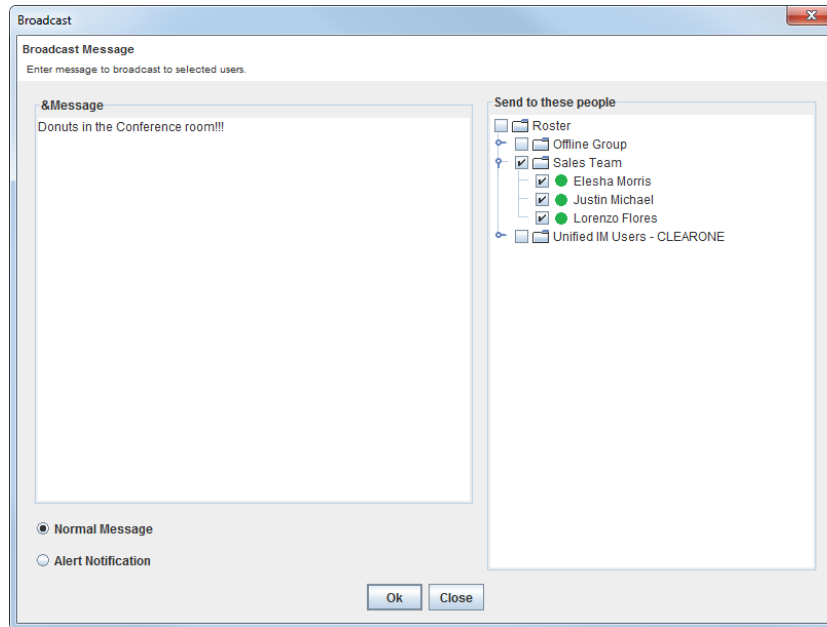 Broadcast
Broadcast Message
Enter message to broadcast to selected users.
&Message
Donuts in the Conference room!!!
Normal Message
Alert Notification
Send to these people
Roster
Offline Group
Sales Team
Elesha Morris
Justin Michael
Lorenzo Flores
Unified IM Users - CLEARONE
Ok Close